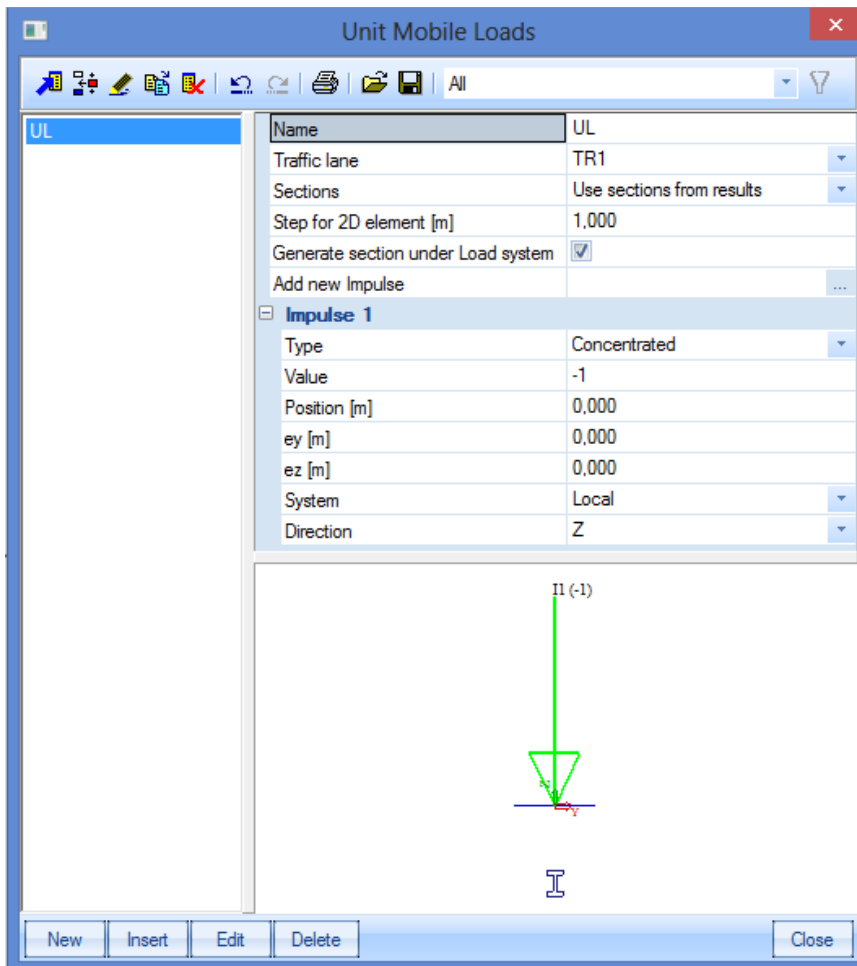 Unit Mobile Loads
All
UL
Name UL
Traffic lane TR1
Sections Use sections from results
Step for 2D element [m] 1,000
Generate section under Load system
Add new Impulse ...
Impulse 1
Type Concentrated
Value -1
Position [m] 0,000
ey [m] 0,000
ez [m] 0,000
System Local
Direction Z
I1 (-1)
Z
Y
New Insert Edit Delete Close